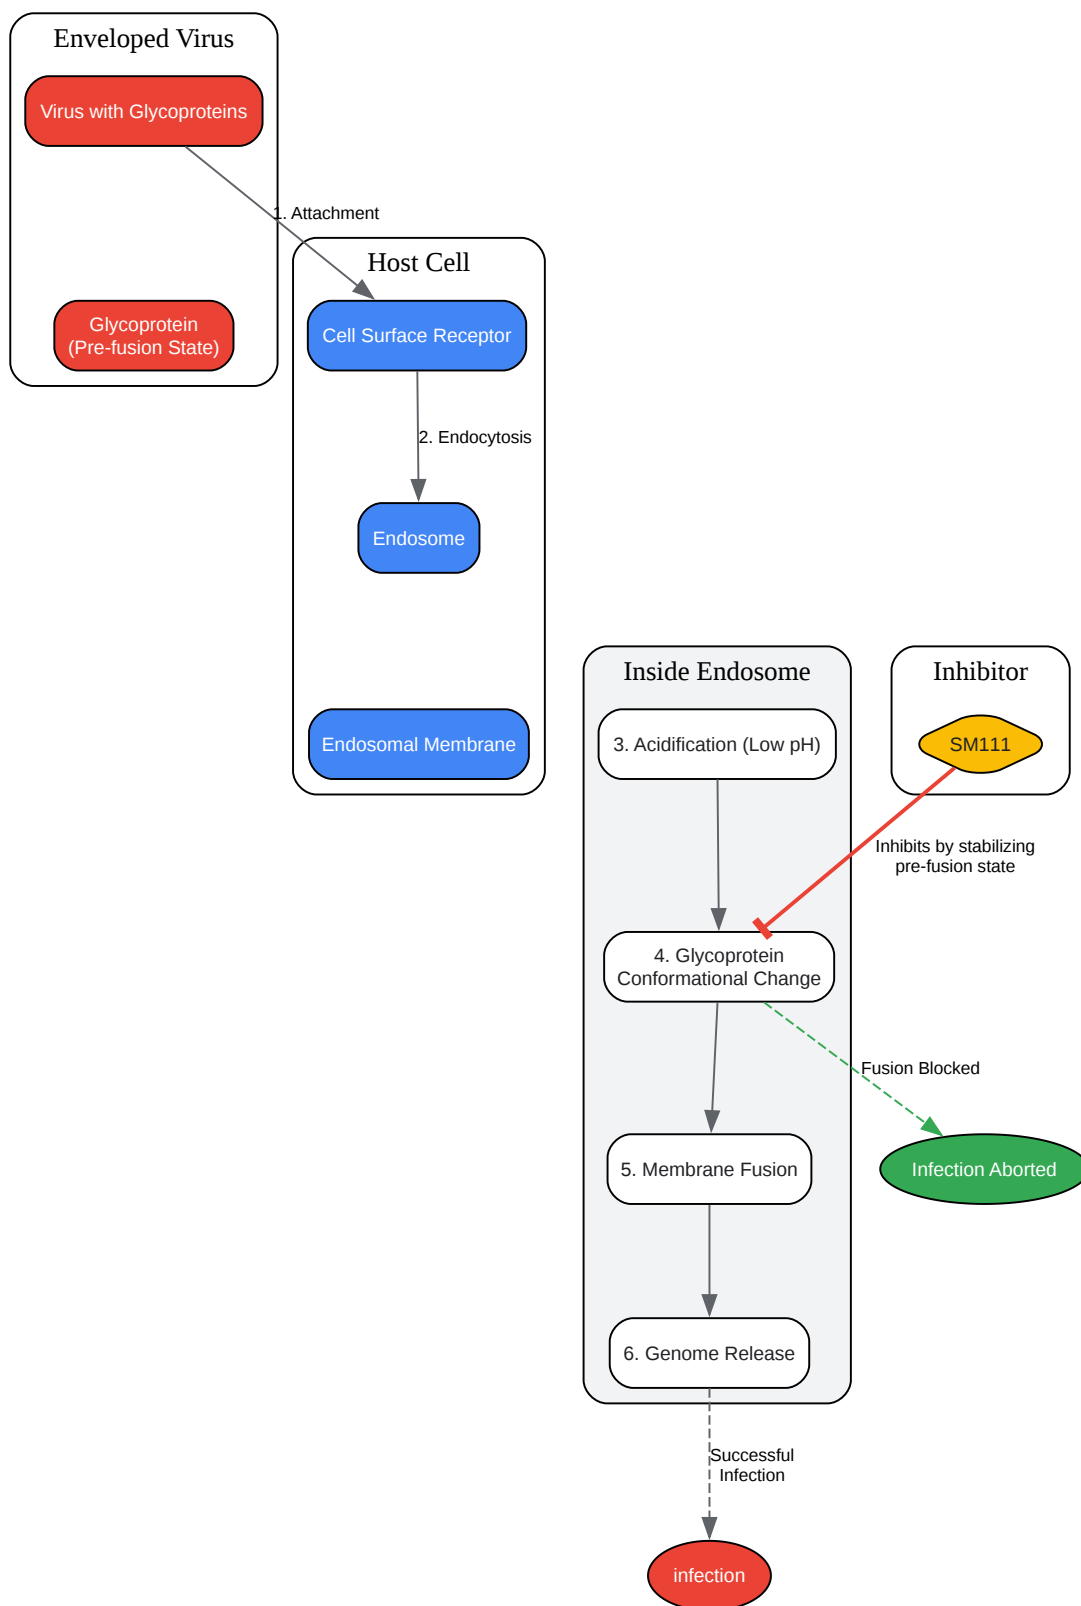 Enveloped Virus
Virus with Glycoproteins
1. Attachment
Host Cell
Glycoprotein
(Pre-fusion State)
Cell Surface Receptor
2. Endocytosis
Endosome
Inside Endosome
Inhibitor
Endosomal Membrane
3. Acidification (Low pH)
SM111
Inhibits by stabilizing
pre-fusion state
4. Glycoprotein
Conformational Change
Fusion Blocked
5. Membrane Fusion
Infection Aborted
6. Genome Release
Successful
Infection
infection